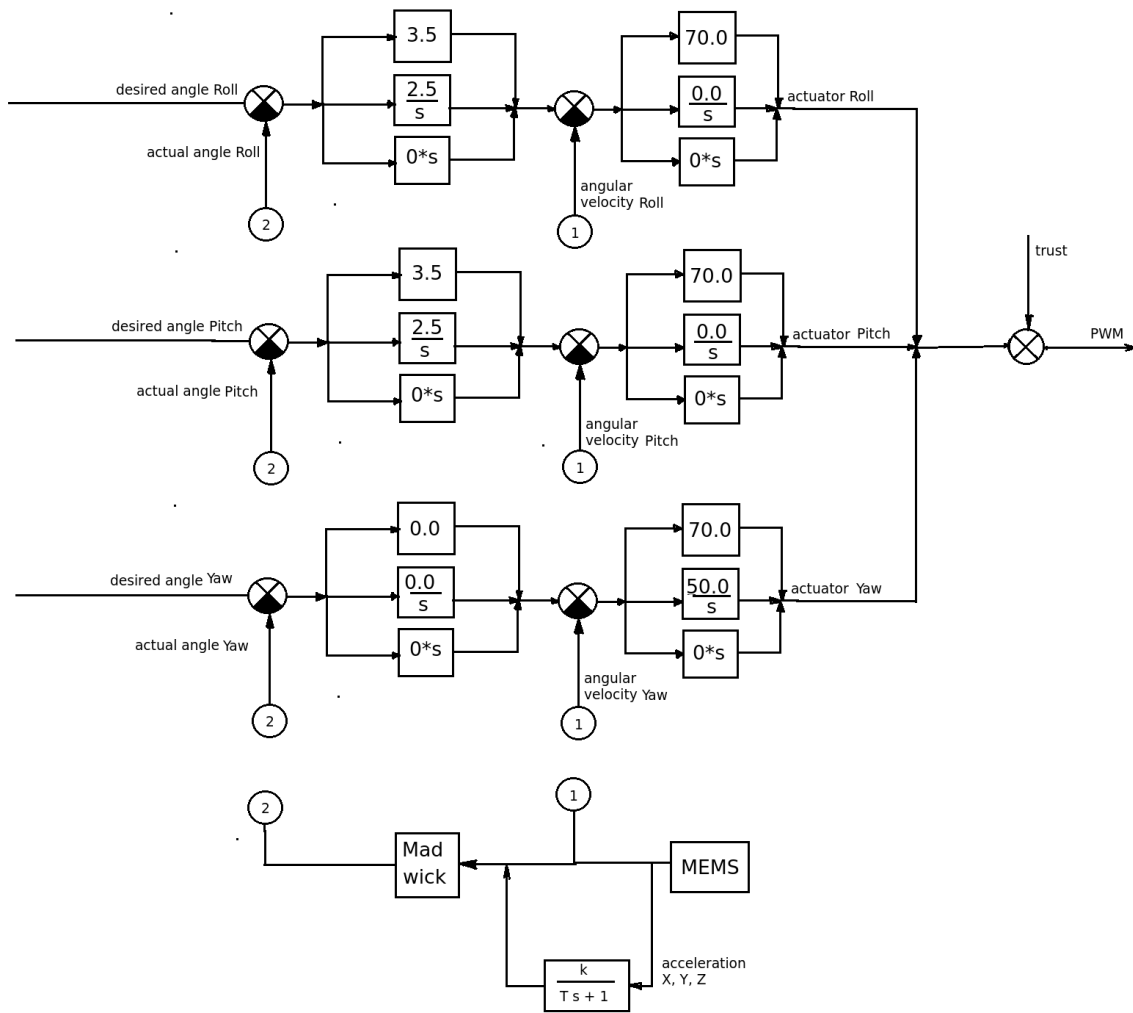 3.5
70.0
desired angle Roll
2.5
s
0.0
s
actuator Roll
actual angle Roll
0*s
0*s
angular
velocity Roll
2
1
trust
3.5
70.0
desired angle Pitch
2.5
s
0.0
s
actuator Pitch
PWM
actual angle Pitch
0*s
0*s
angular
velocity Pitch
2
1
0.0
70.0
desired angle Yaw
0.0
s
50.0
s
actuator Yaw
actual angle Yaw
0*s
0*s
angular
velocity Yaw
2
1
2
1
Mad
wick
MEMS
k
T s + 1
acceleration
X, Y, Z